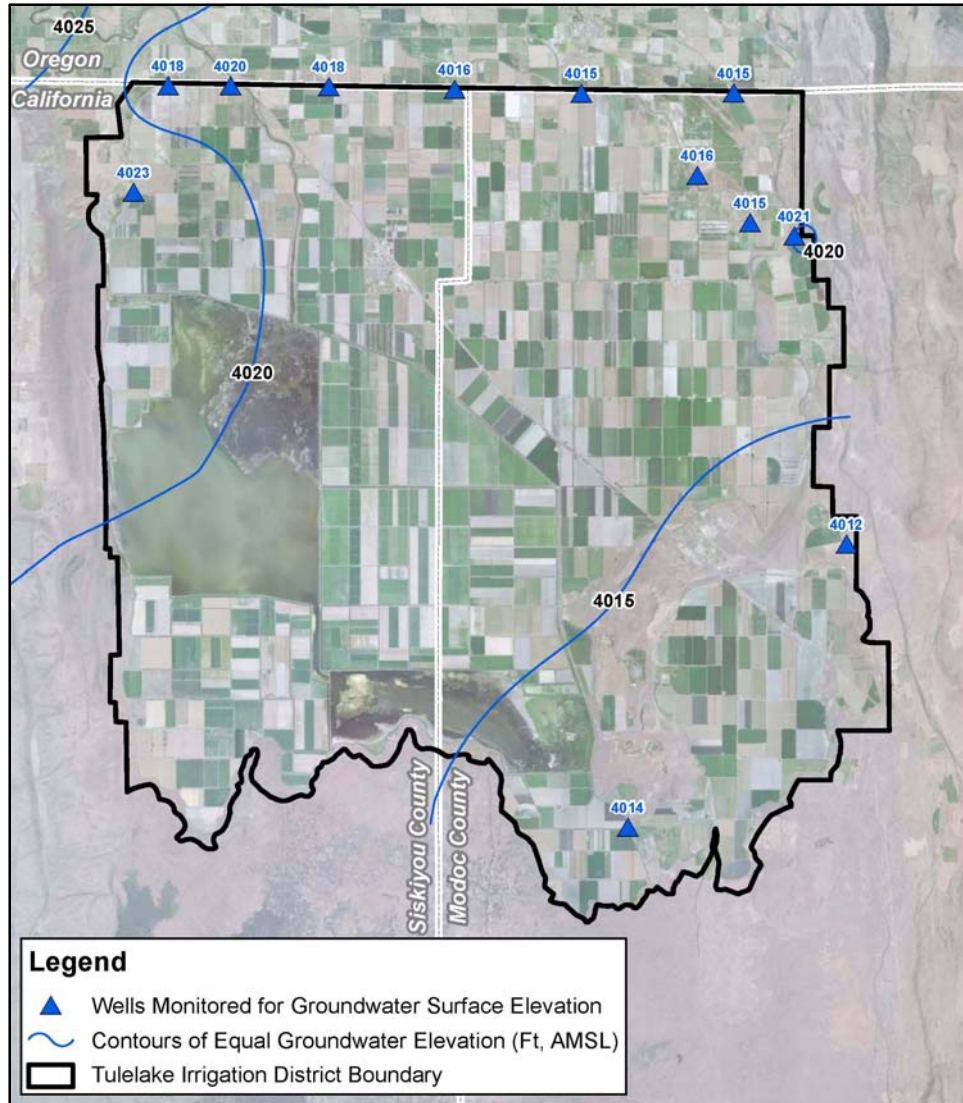 4025
Oregon
California
4018
4020
4018
4016
4015
4015
4023
4016
4015
4021
4020
4020
4012
4015
4014
Siskiyou County
Modoc County
Legend
Wells Monitored for Groundwater Surface Elevation
Contours of Equal Groundwater Elevation (Ft, AMSL)
Tulelake Irrigation District Boundary